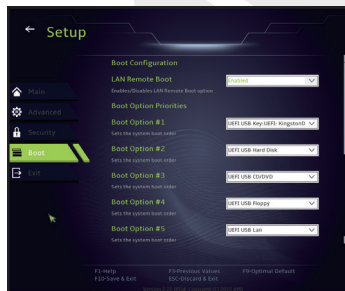 Setup
Boot Configuration
LAN Remote Boot
Enabled
Enables/Disables LAN Remote Boot option
Main
Boot Option Priorities
Advanced
Boot Option #1
UEFI USB Key:UEFI: KingstonD
Security
Sets the system boot order
Boot
Boot Option #2
UEFI USB Hard Disk
Sets the system boot order
Exit
Boot Option #3
UEFI USB CD/DVD
Sets the system boot order
Boot Option #4
UEFI USB Floppy
Sets the system boot order
Boot Option #5
UEFI USB Lan
Sets the system boot order
F1-Help
F3-Previous Values
F9-Optimal Default
F10-Save & Exit
ESC-Discard & Exit